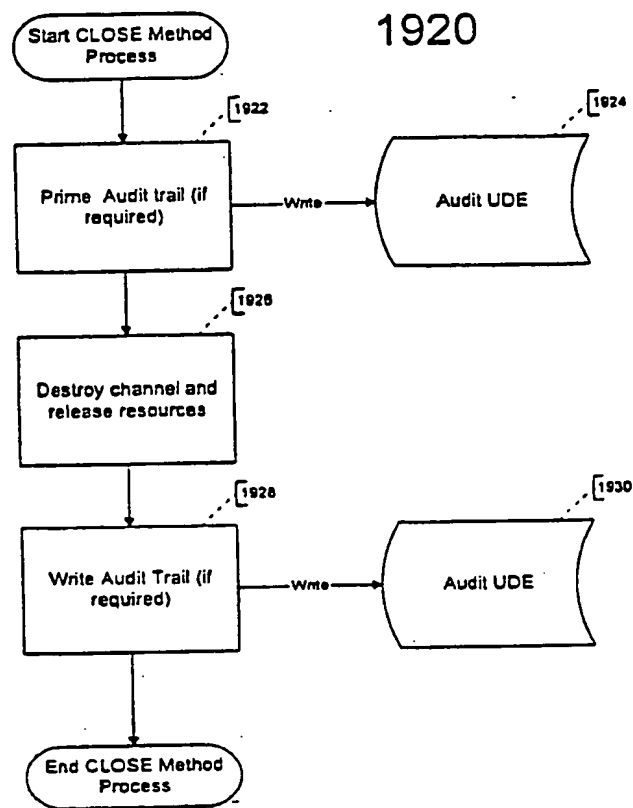 Start CLOSE Method
Process
1920
1922
1924
Prime Audit trail (if
required)
Write
Audit UDE
1926
Destroy channel and
release resources
1928
1930
Write Audit Trail (if
required)
Write
Audit UDE
End CLOSE Method
Process